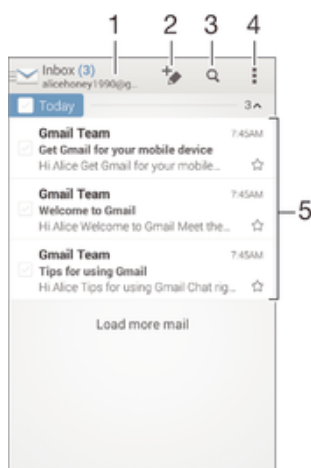 1 2 3 4
Inbox (3)
alicehoney1990@g...
Today 3
Gmail Team 7:45AM
Get Gmail for your mobile device
Hi Alice Get Gmail for your mobile...
5
Gmail Team 7:45AM
Welcome to Gmail
Hi Alice Welcome to Gmail Meet the...
Gmail Team 7:45AM
Tips for using Gmail
Hi Alice Tips for using Gmail Chat rig...
Load more mail